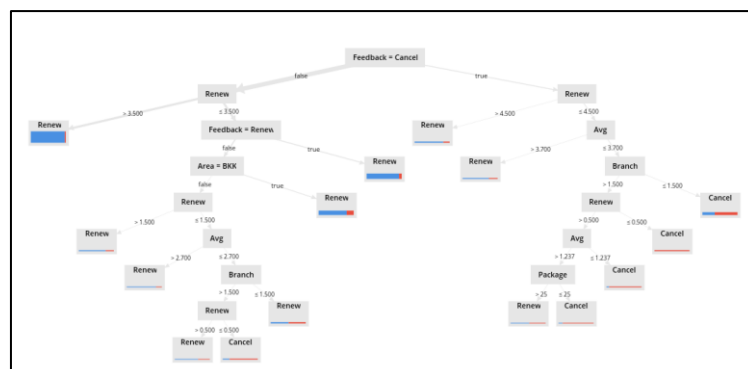 Feedback = Cancel
false true
Renew Renew
> 3.500 ≤ 3.500 > 4.500 ≤ 4.500
Renew Feedback = Renew Renew Avg
false true > 3.700 ≤ 3.700
Area = BKK Renew Renew Branch
false true > 1.500 ≤ 1.500
Renew Renew Renew Cancel
> 1.500 ≤ 1.500 > 0.500 ≤ 0.500
Renew Avg Avg Cancel
> 2.700 ≤ 2.700 > 1.237 ≤ 1.237
Renew Branch Package Cancel
> 1.500 ≤ 1.500 > 25 ≤ 25
Renew Renew Renew Cancel
> 0.500 ≤ 0.500
Renew Cancel